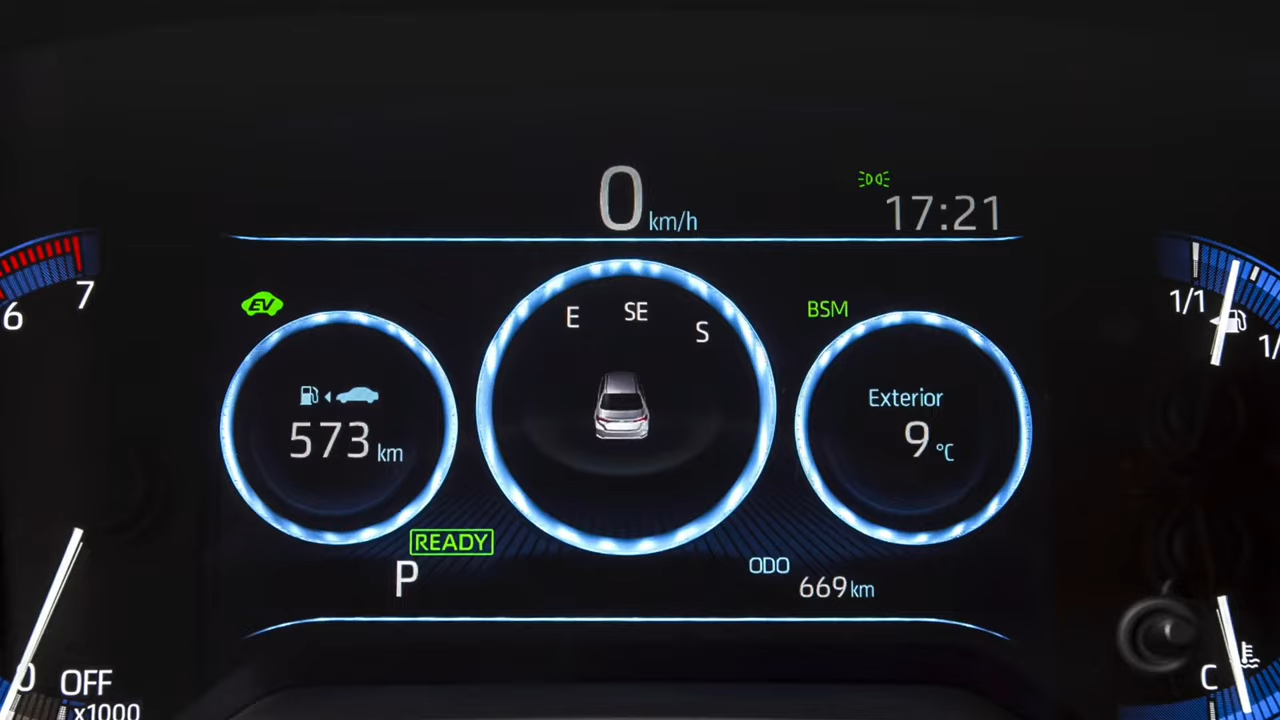 0 km/h
17:21
6
7
EV
E SE S
BSM
1/1
573 km
Exterior
9 °C
READY
P
ODO
669 km
0
OFF
x1000
C